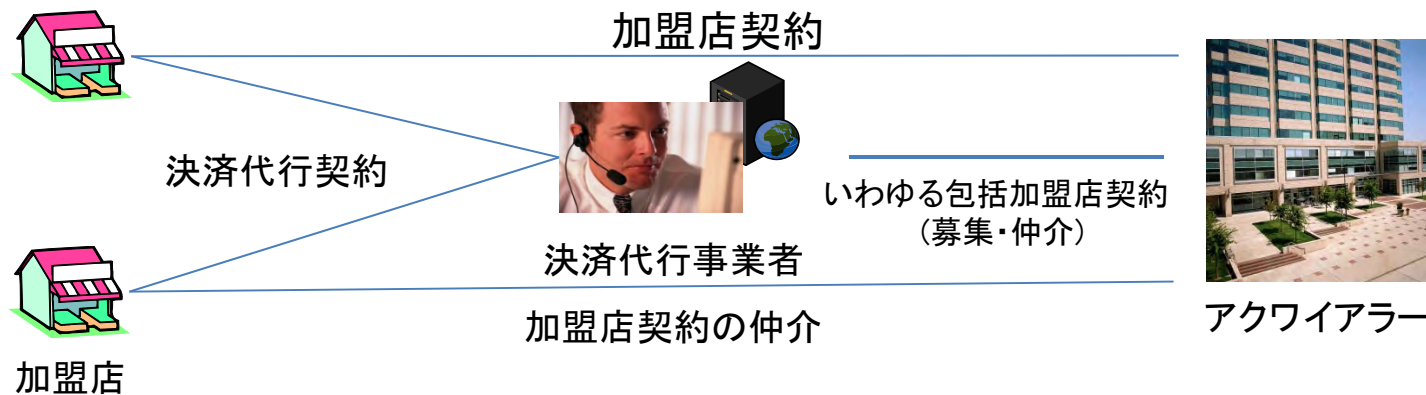 加盟店契約
決済代行契約
いわゆる包括加盟店契約
(募集・仲介)
決済代行事業者
加盟店契約の仲介
アクワイアラー
加盟店